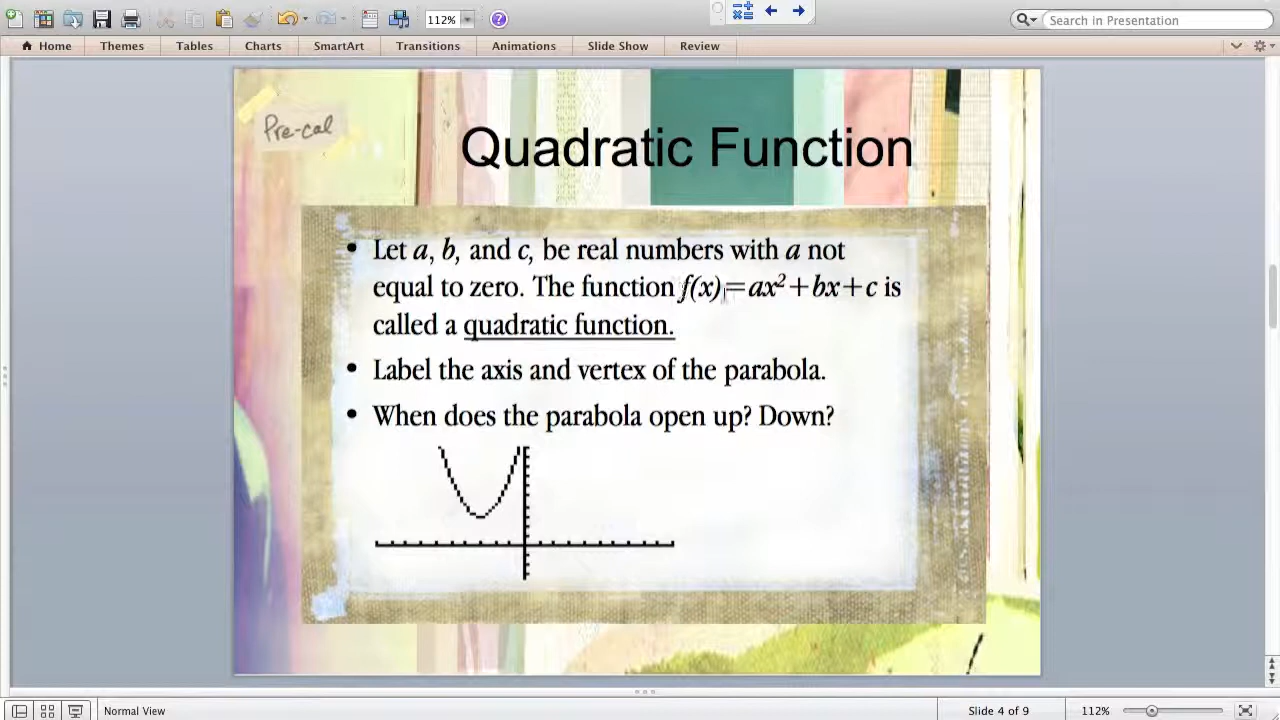 112%
Search in Presentation
Home Themes Tables Charts SmartArt Transitions Animations Slide Show Review
Pre-cal
Quadratic Function
• Let a, b, and c, be real numbers with a not
equal to zero. The function f(x)=ax²+bx+c is
called a quadratic function.
• Label the axis and vertex of the parabola.
• When does the parabola open up? Down?
Normal View
Slide 4 of 9
112%